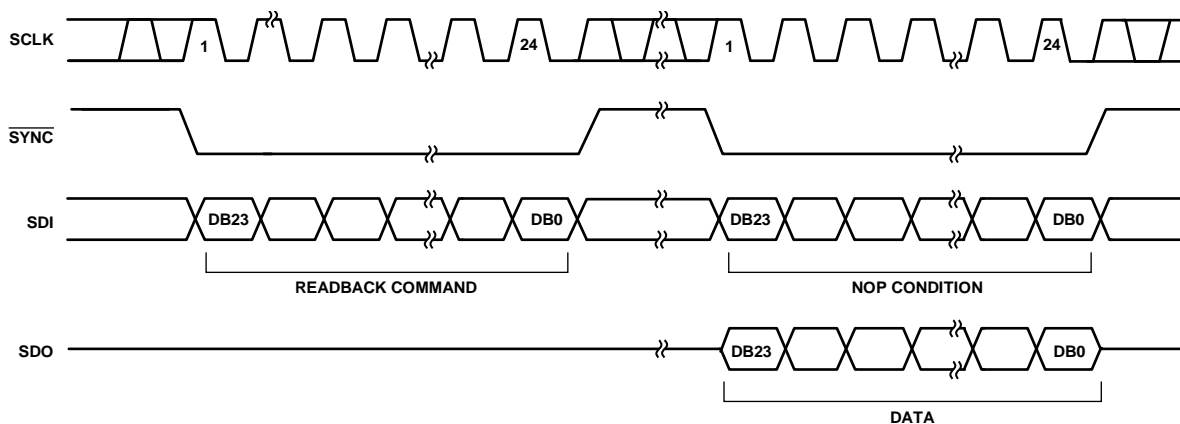 SCLK 1 24 1 24
SYNC
SDI DB23 DB0 DB23 DB0
READBACK COMMAND NOP CONDITION
SDO DB23 DB0
DATA